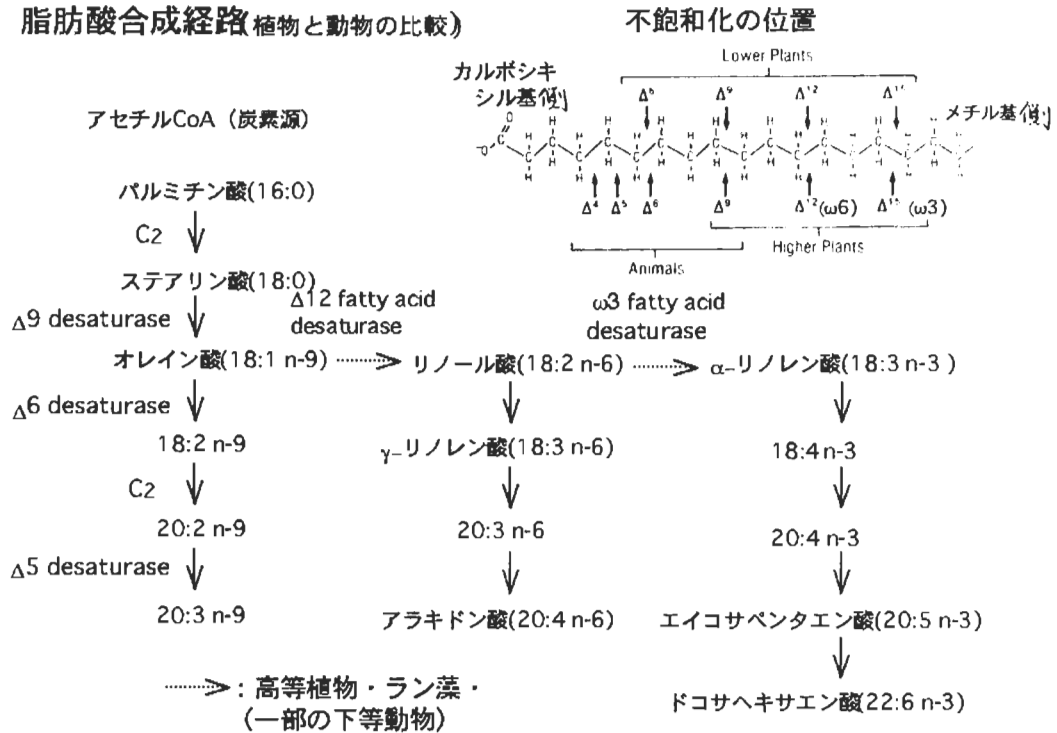 脂肪酸合成経路(植物と動物の比較)
不飽和化の位置
Lower Plants
カルボシキ
シル基側
Δ6 Δ9 Δ12
メチル基側
アセチルCoA (炭素源)
パルミチン酸(16:0)
Δ4 Δ5 Δ6 Δ9 Δ12(ω6) Δ15 (ω3)
C2
Higher Plants
Animals
ステアリン酸(18:0)
Δ9 desaturase
Δ12 fatty acid
desaturase
ω3 fatty acid
desaturase
オレイン酸(18:1 n-9)
リノール酸(18:2 n-6)
α-リノレン酸(18:3 n-3 )
Δ6 desaturase
18:2 n-9
γ-リノレン酸(18:3 n-6)
18:4 n-3
C2
20:2 n-9
20:3 n-6
20:4 n-3
Δ5 desaturase
20:3 n-9
アラキドン酸(20:4 n-6)
エイコサペンタエン酸(20:5 n-3)
ドコサヘキサエン酸(22:6 n-3)
: 高等植物・ラン藻・
(一部の下等動物)